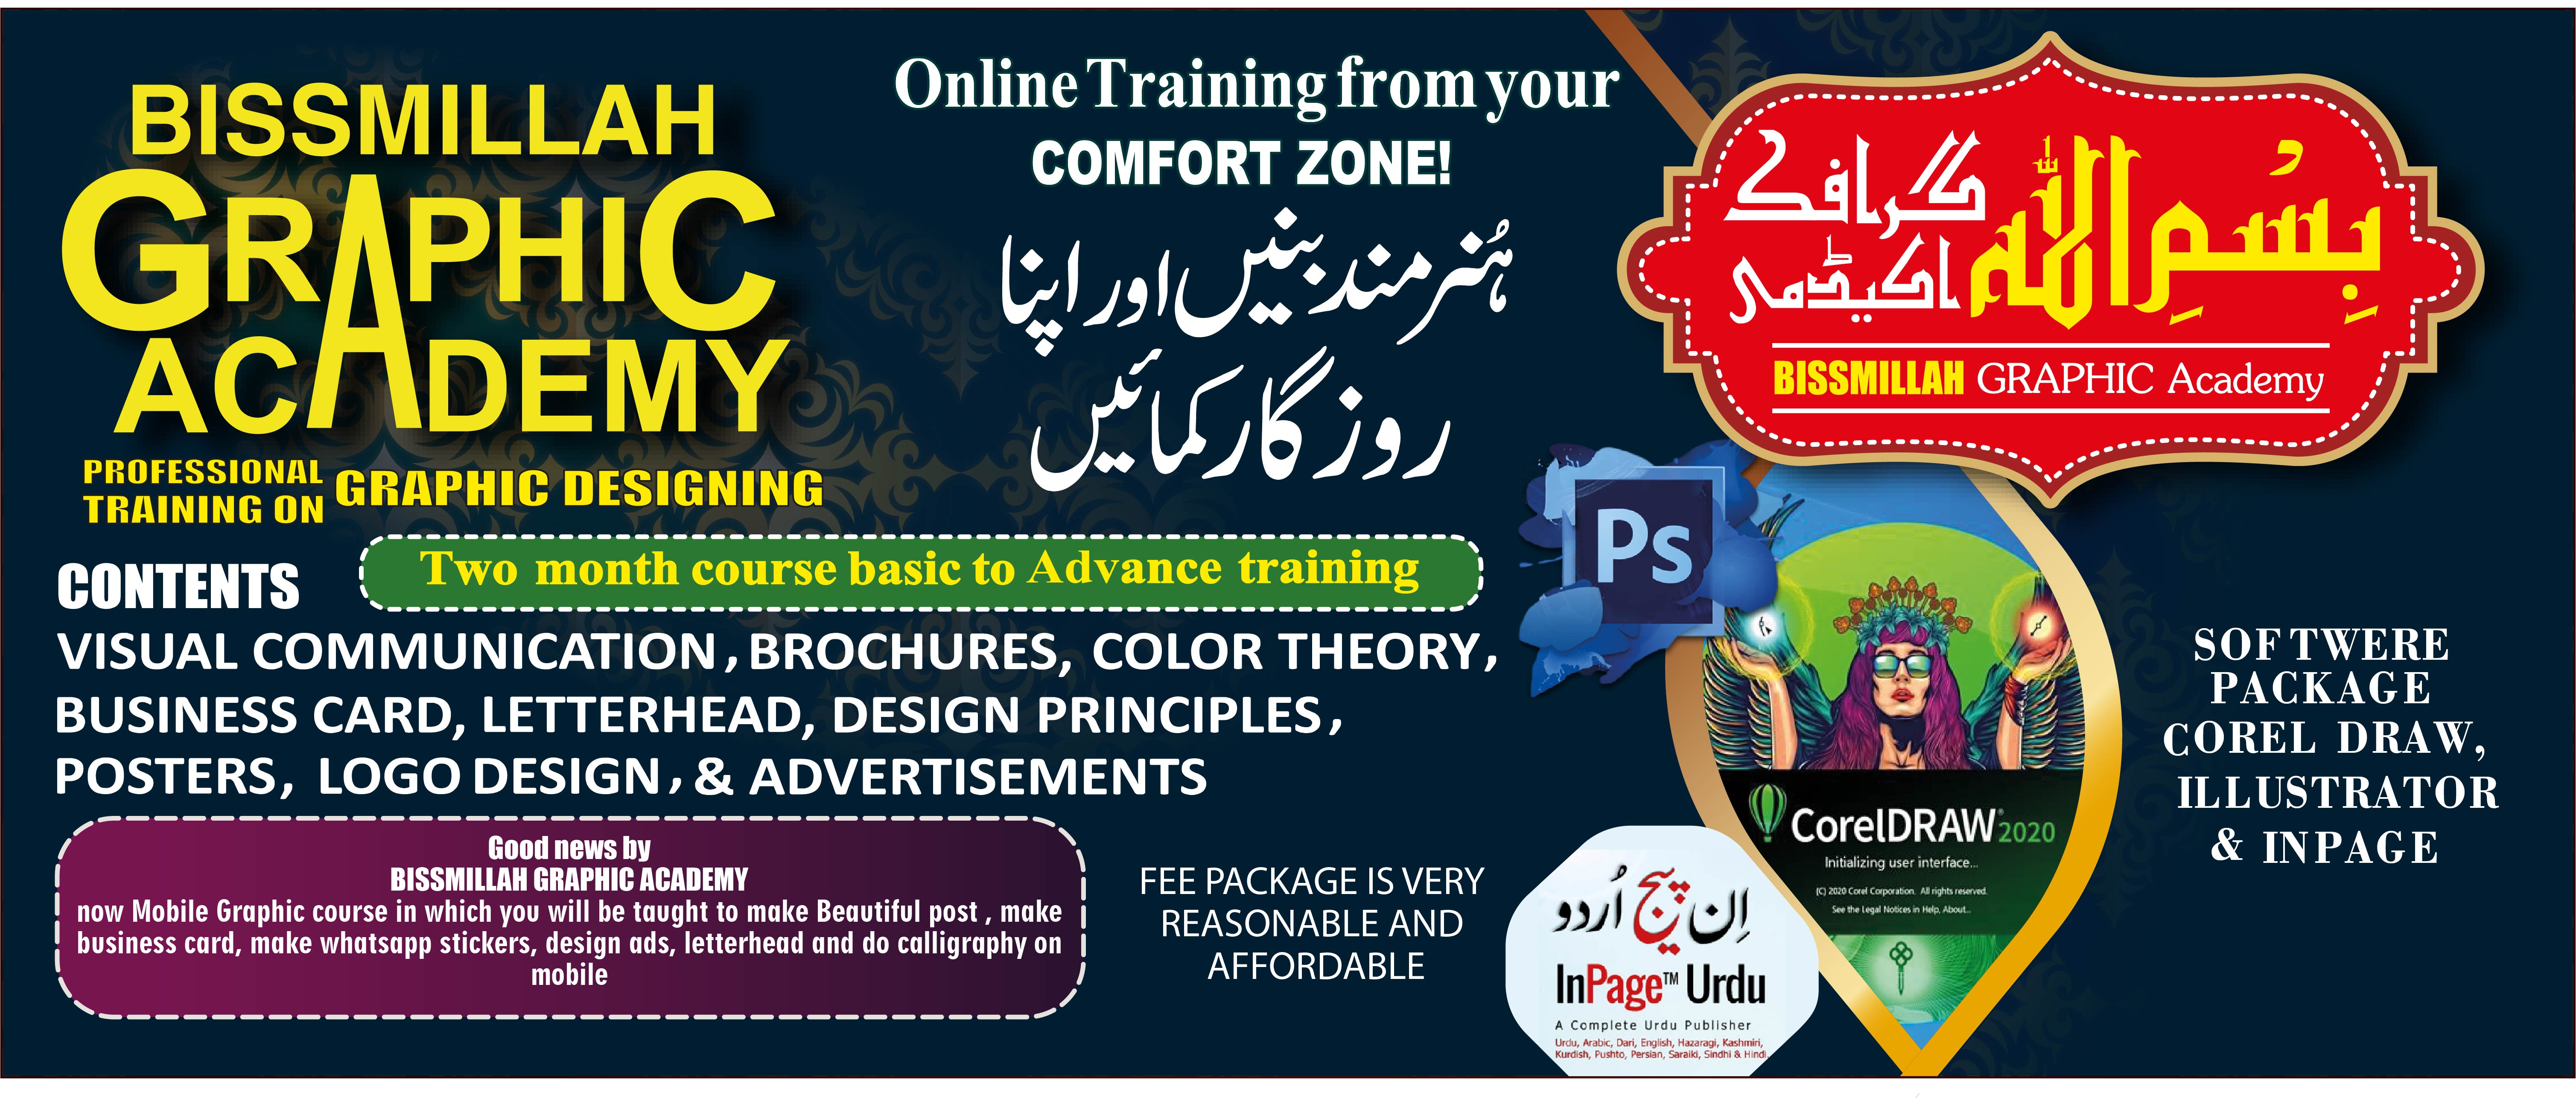 BISSMILLAH
GRAPHIC
ACADEMY
PROFESSIONAL
TRAINING ON
GRAPHIC DESIGNING
Online Training from your
COMFORT ZONE!
ہُنر مند بنیں اور اپنا
روزگار کمائیں
بِسْمِ اللّٰه
گرافک
اکیڈمی
BISSMILLAH GRAPHIC Academy
Two month course basic to Advance training
CONTENTS
VISUAL COMMUNICATION, BROCHURES, COLOR THEORY,
BUSINESS CARD, LETTERHEAD, DESIGN PRINCIPLES,
POSTERS, LOGO DESIGN, & ADVERTISEMENTS
Good news by
BISSMILLAH GRAPHIC ACADEMY
now Mobile Graphic course in which you will be taught to make Beautiful post , make
business card, make whatsapp stickers, design ads, letterhead and do calligraphy on
mobile
FEE PACKAGE IS VERY
REASONABLE AND
AFFORDABLE
Ps
CorelDRAW® 2020
Initializing user interface...
(C) 2020 Corel Corporation. All rights reserved.
See the Legal Notices in Help, About...
اِن پیج اُردو
InPage™ Urdu
A Complete Urdu Publisher
Urdu, Arabic, Dari, English, Hazaragi, Kashmiri,
Kurdish, Pushto, Persian, Saraiki, Sindhi & Hindi.
SOFTWERE
PACKAGE
COREL DRAW,
ILLUSTRATOR
& INPAGE